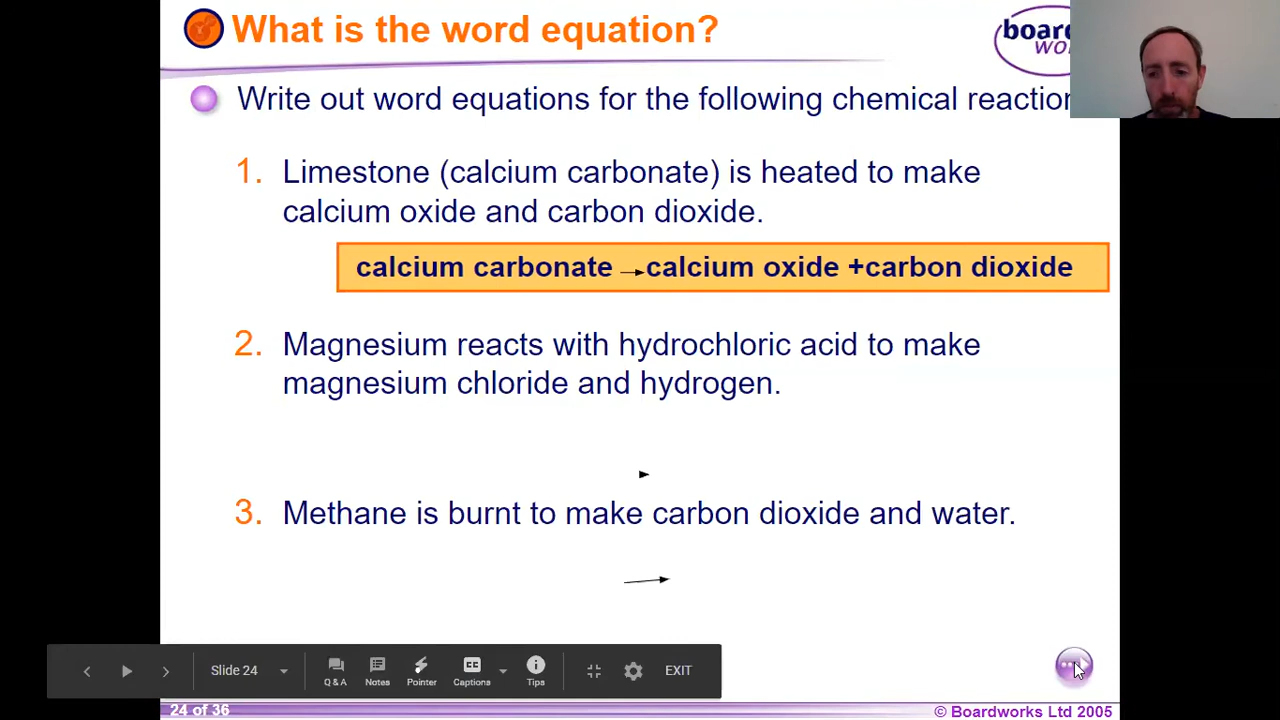 What is the word equation?
Write out word equations for the following chemical
1. Limestone (calcium carbonate) is heated to make
calcium oxide and carbon dioxide.
calcium carbonate → calcium oxide +carbon dioxide
2. Magnesium reacts with hydrochloric acid to make
magnesium chloride and hydrogen.
3. Methane is burnt to make carbon dioxide and water.
Slide 24
Q & A
Notes
Pointer
Captions
Tips
EXIT
24 of 36
© Boardworks Ltd 2005